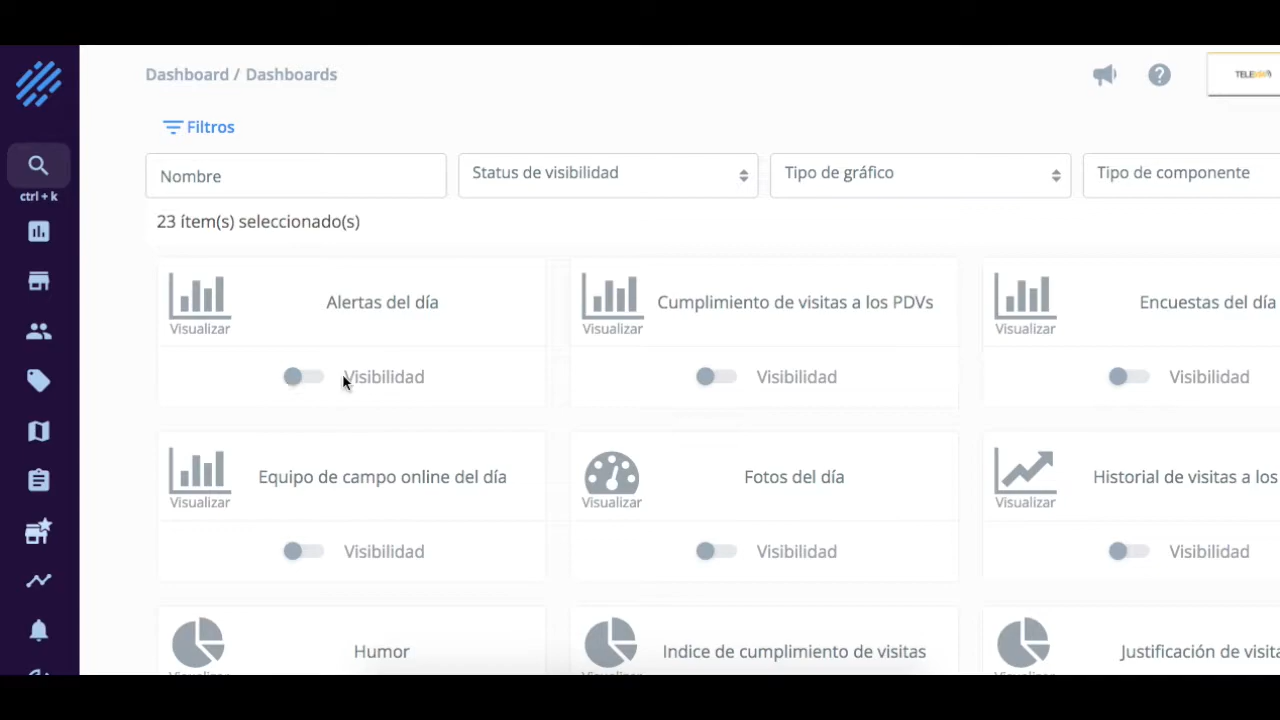 Dashboard / Dashboards
TELE
Filtros
Nombre
Status de visibilidad
Tipo de gráfico
Tipo de componente
ctrl + k
23 ítem(s) seleccionado(s)
Visualizar
Alertas del día
Visualizar
Cumplimiento de visitas a los PDVs
Visualizar
Encuestas del día
Visibilidad
Visibilidad
Visibilidad
Visualizar
Equipo de campo online del día
Visualizar
Fotos del día
Visualizar
Historial de visitas a los
Visibilidad
Visibilidad
Visibilidad
Humor
Indice de cumplimiento de visitas
Justificación de visita